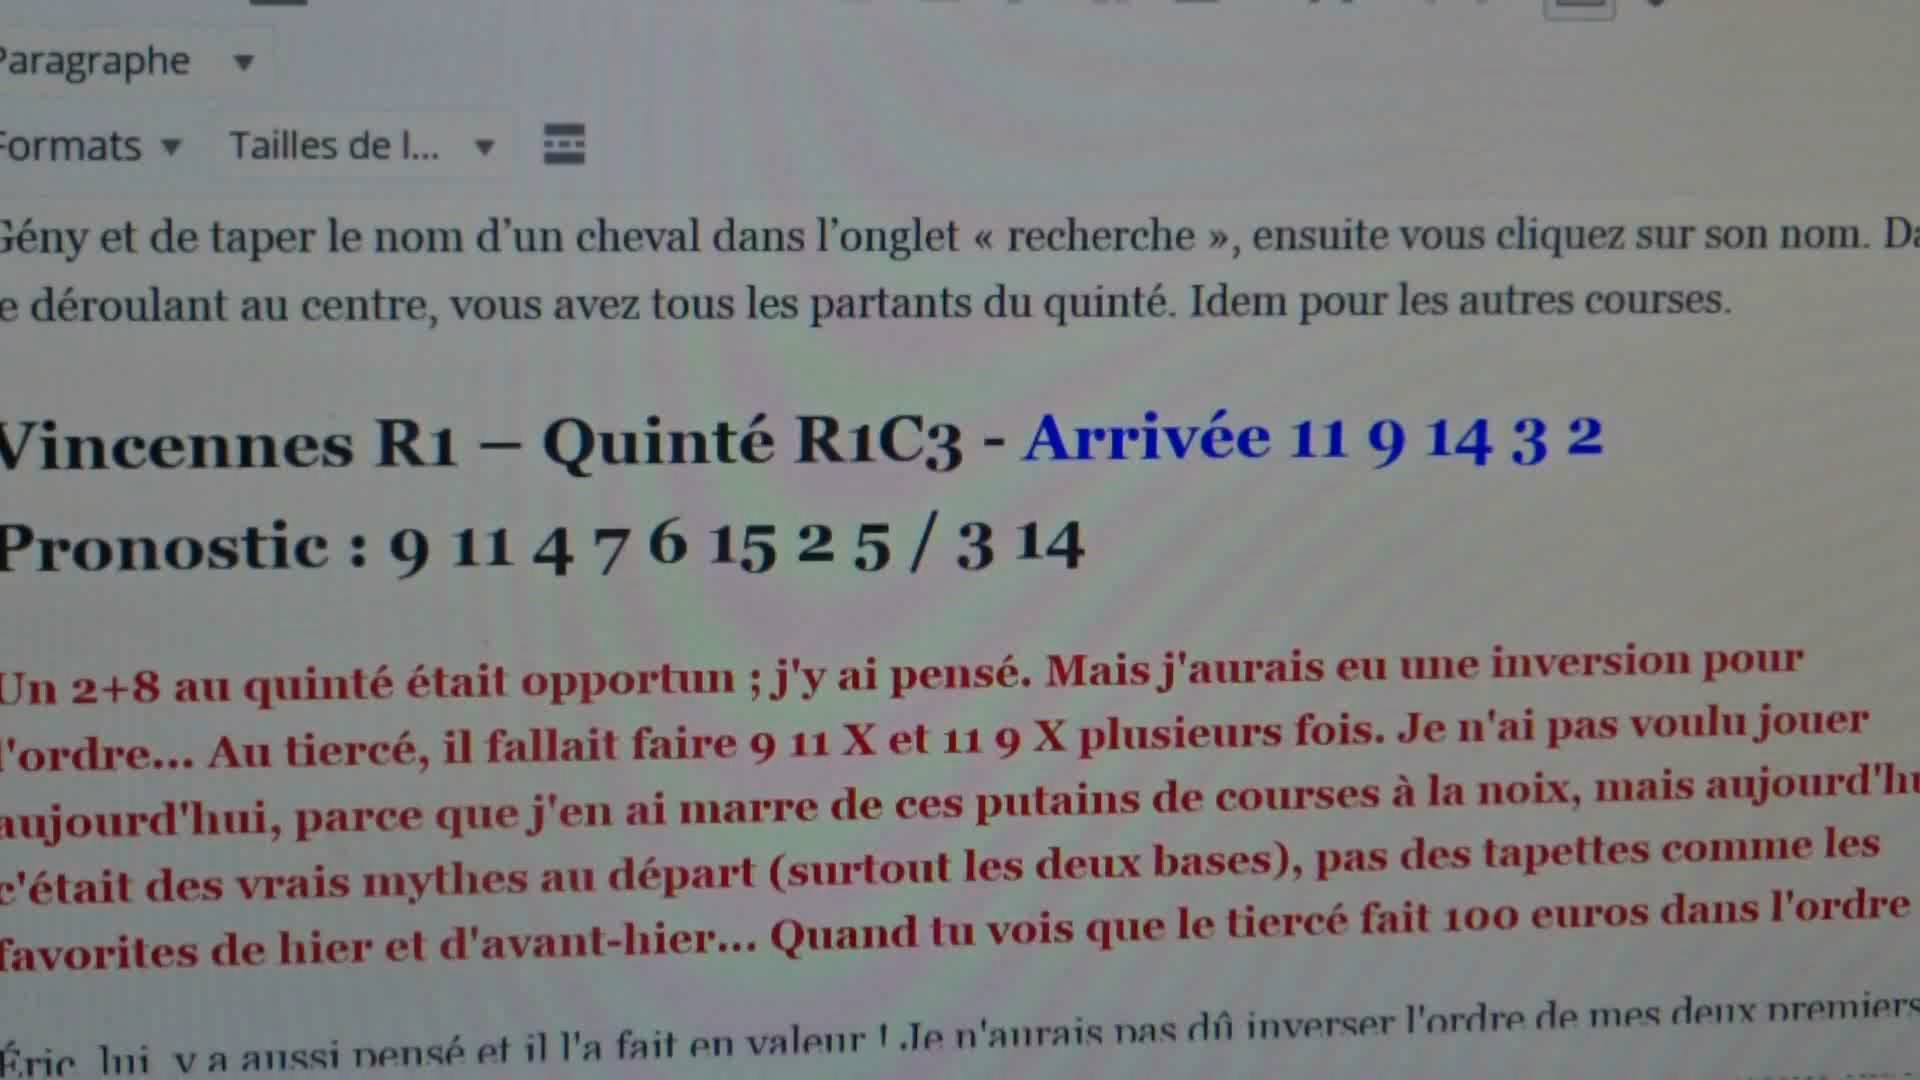 Paragraphe
Formats
Tailles de l...
Gény et de taper le nom d'un cheval dans l'onglet « recherche », ensuite vous cliquez sur son nom. Da
e déroulant au centre, vous avez tous les partants du quinté. Idem pour les autres courses.
Vincennes R1 – Quinté R1C3 - Arrivée 11 9 14 3 2
Pronostic : 9 11 4 7 6 15 2 5 / 3 14
Un 2+8 au quinté était opportun ; j'y ai pensé. Mais j'aurais eu une inversion pour
l'ordre... Au tiercé, il fallait faire 9 11 X et 11 9 X plusieurs fois. Je n'ai pas voulu jouer
aujourd'hui, parce que j'en ai marre de ces putains de courses à la noix, mais aujourd'hu
c'était des vrais mythes au départ (surtout les deux bases), pas des tapettes comme les
favorites de hier et d'avant-hier... Quand tu vois que le tiercé fait 100 euros dans l'ordre
Éric lui y a aussi pensé et il l'a fait en valeur ! Je n'aurais pas dû inverser l'ordre de mes deux premiers